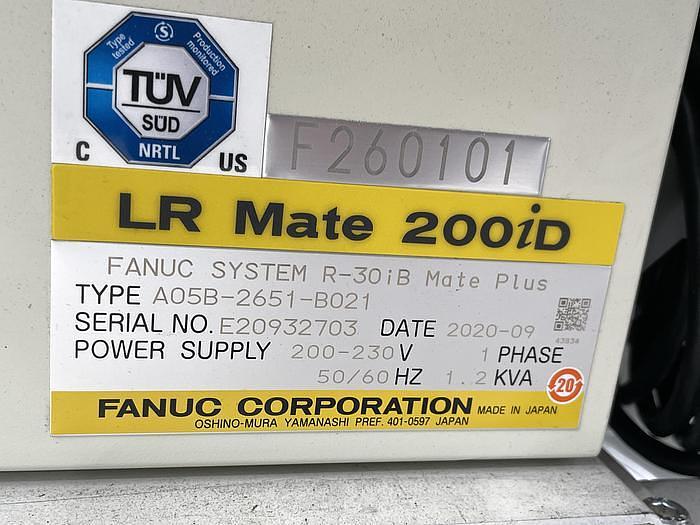 Type tested
Production monitored
TÜV
SÜD
C NRTL US
F260101
LR Mate 200iD
FANUC SYSTEM R-30iB Mate Plus
TYPE A05B-2651-B021
SERIAL NO. E20932703 DATE 2020-09
43834
POWER SUPPLY 200-230 V 1 PHASE
50/60 HZ 1.2 KVA
20
FANUC CORPORATION MADE IN JAPAN
OSHINO-MURA YAMANASHI PREF. 401-0597 JAPAN